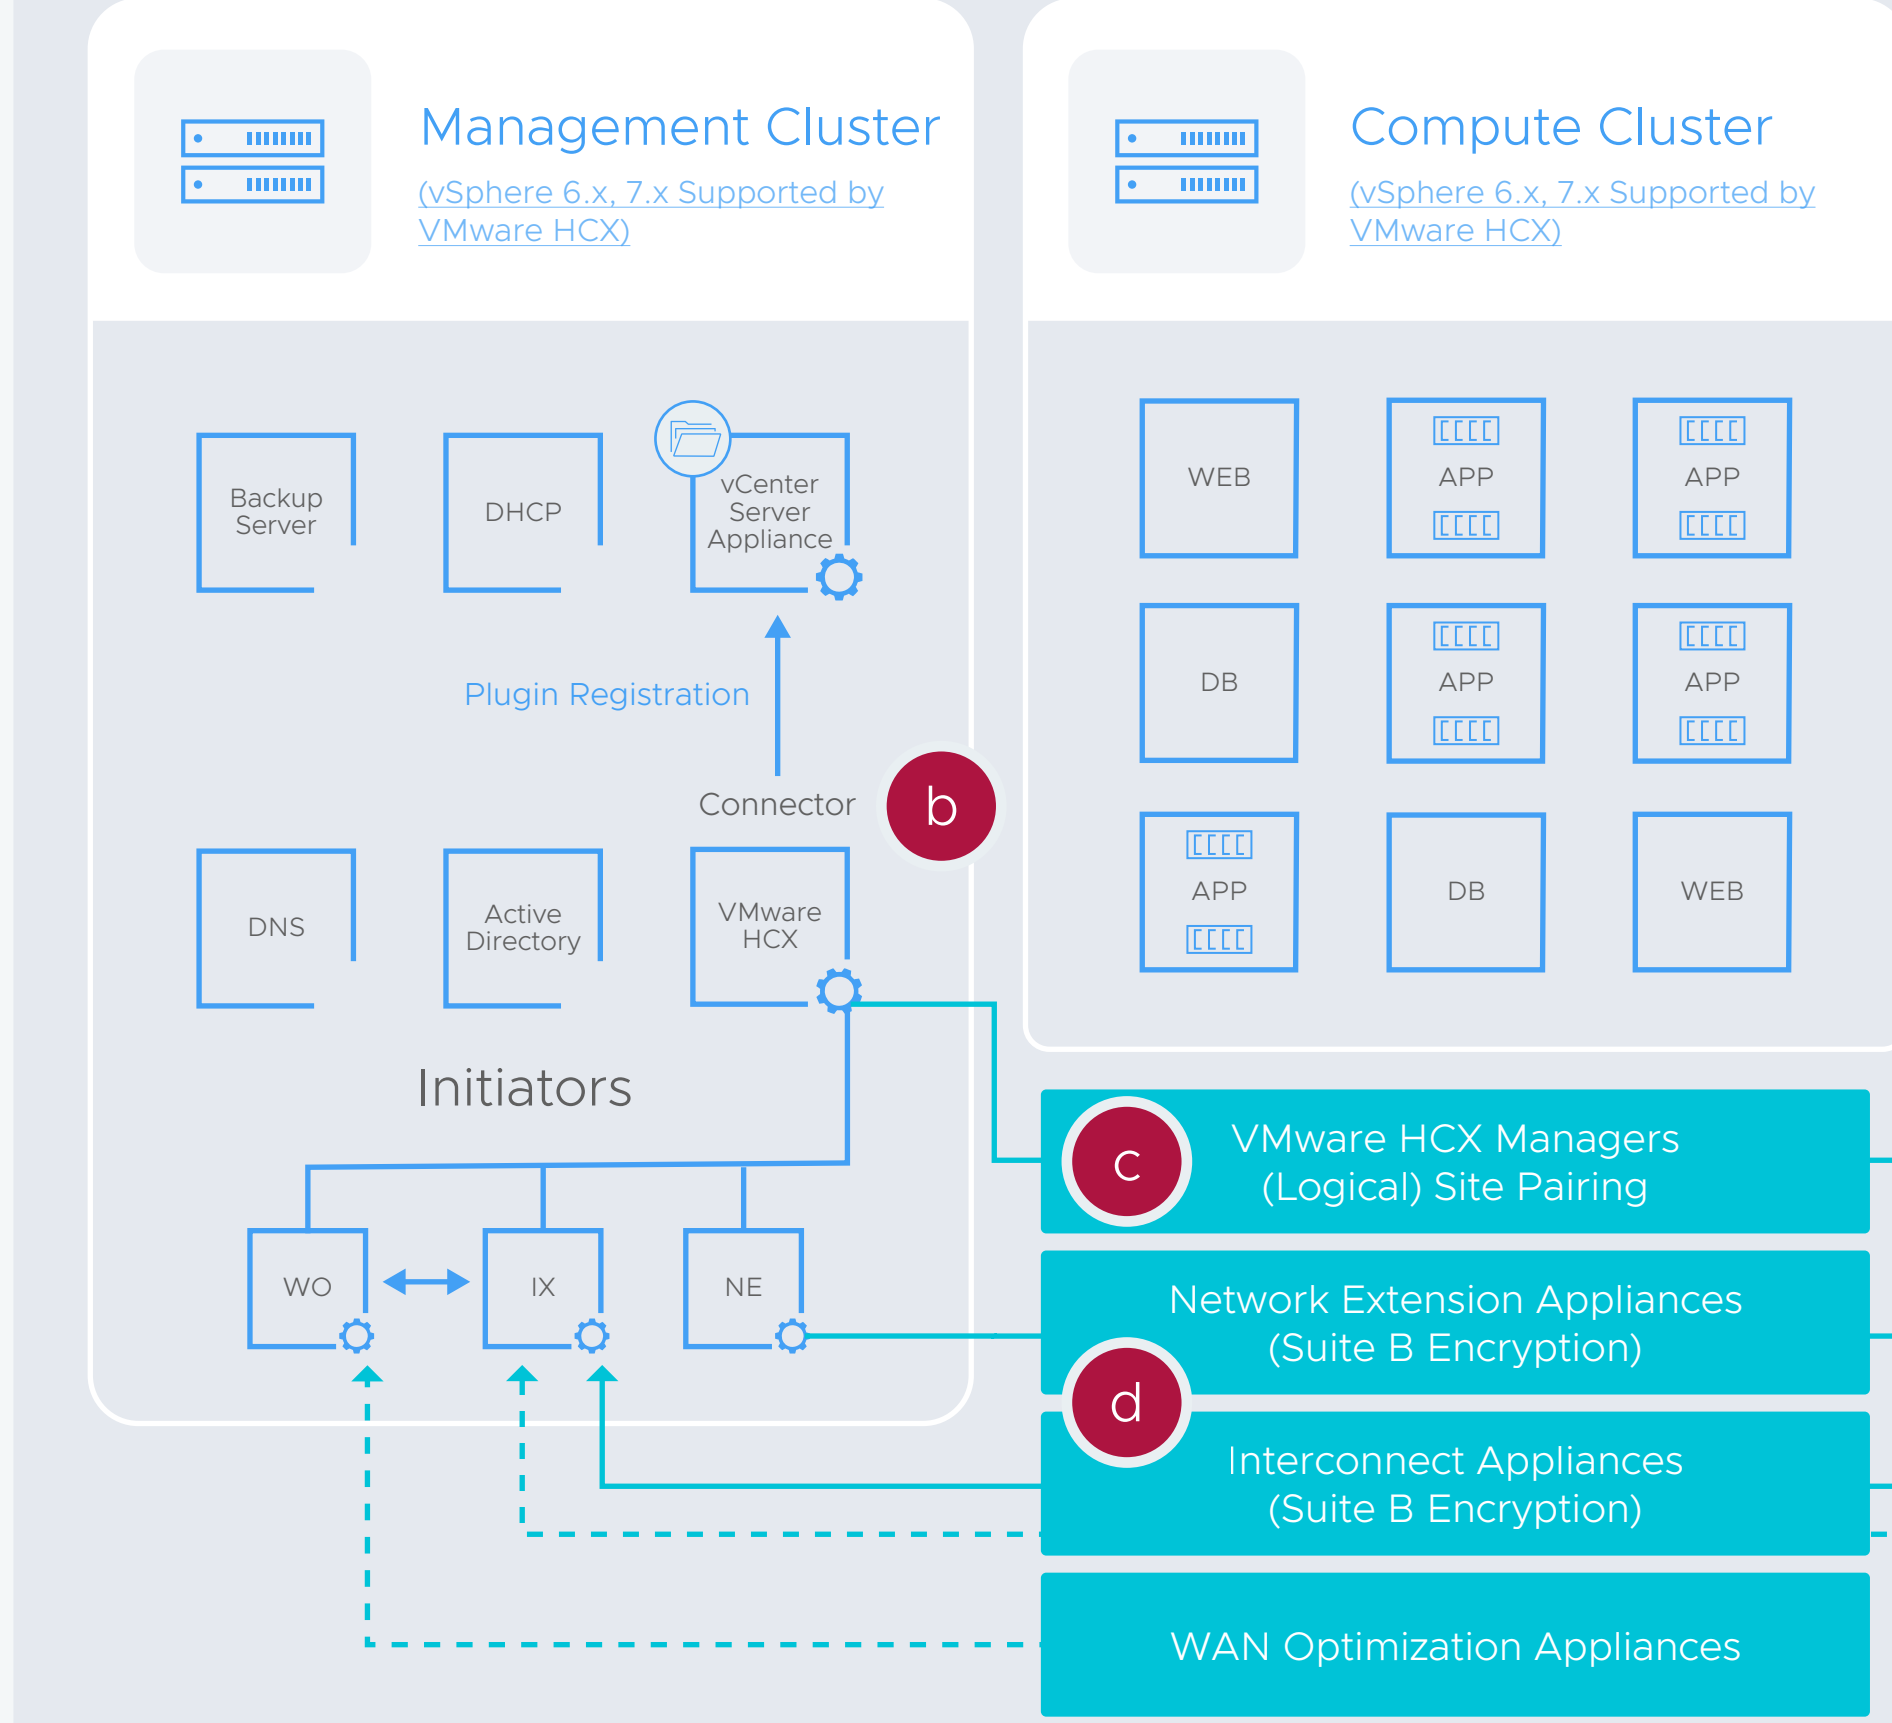 Management Cluster
(vSphere 6.x, 7.x Supported by
VMware HCX)
Compute Cluster
(vSphere 6.x, 7.x Supported by
VMware HCX)
Backup
Server
DHCP
vCenter
Server
Appliance
Plugin Registration
Connector
b
DNS
Active
Directory
VMware
HCX
Initiators
WO
IX
NE
WEB
APP
APP
DB
APP
APP
APP
DB
WEB
c
VMware HCX Managers
(Logical) Site Pairing
Network Extension Appliances
(Suite B Encryption)
d
Interconnect Appliances
(Suite B Encryption)
WAN Optimization Appliances